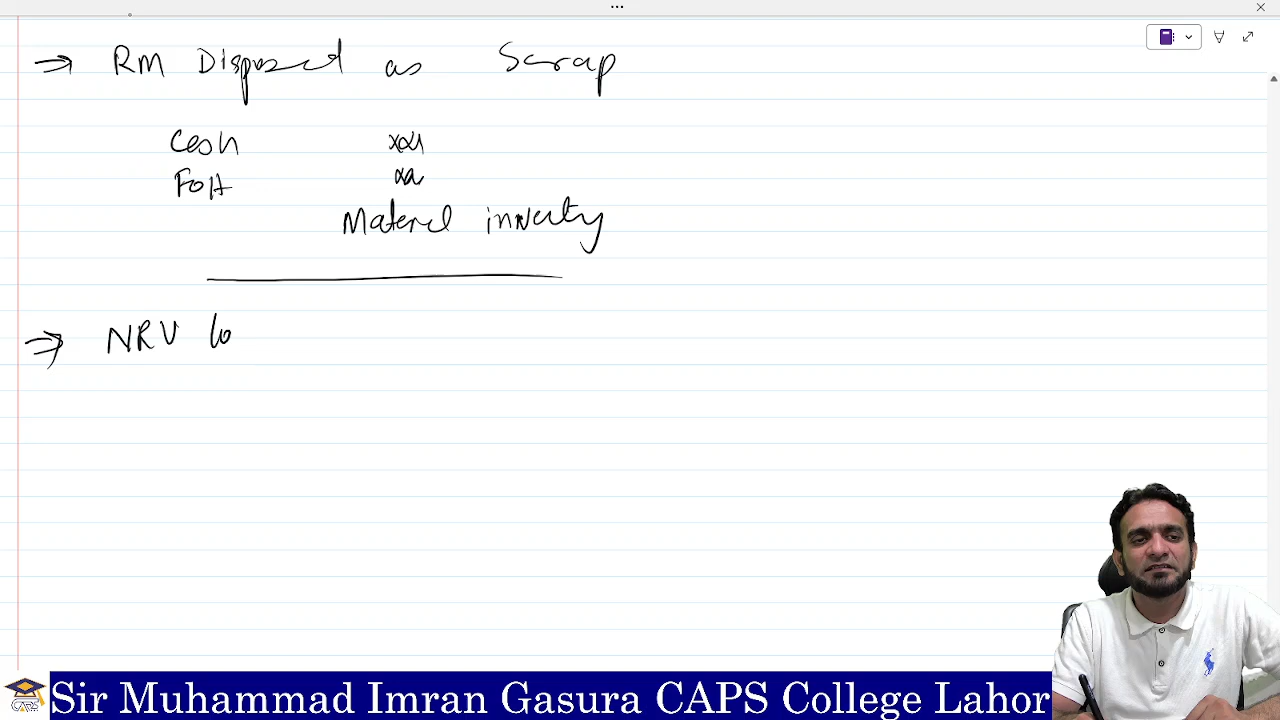 → RM Disposed as Scrap
Cash xxx
FOH xx
Material inventory
⇒ NRV lo
CAPS
Sir Muhammad Imran Gasura CAPS College Lahor